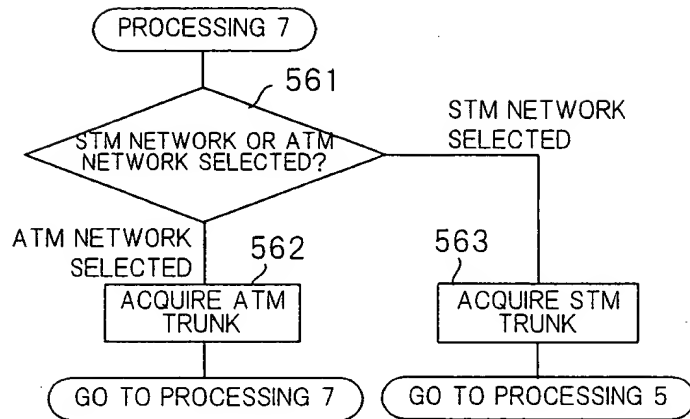 PROCESSING 7
561
STM NETWORK OR ATM
NETWORK SELECTED?
STM NETWORK
SELECTED
ATM NETWORK
SELECTED
562
ACQUIRE ATM
TRUNK
563
ACQUIRE STM
TRUNK
GO TO PROCESSING 7
GO TO PROCESSING 5